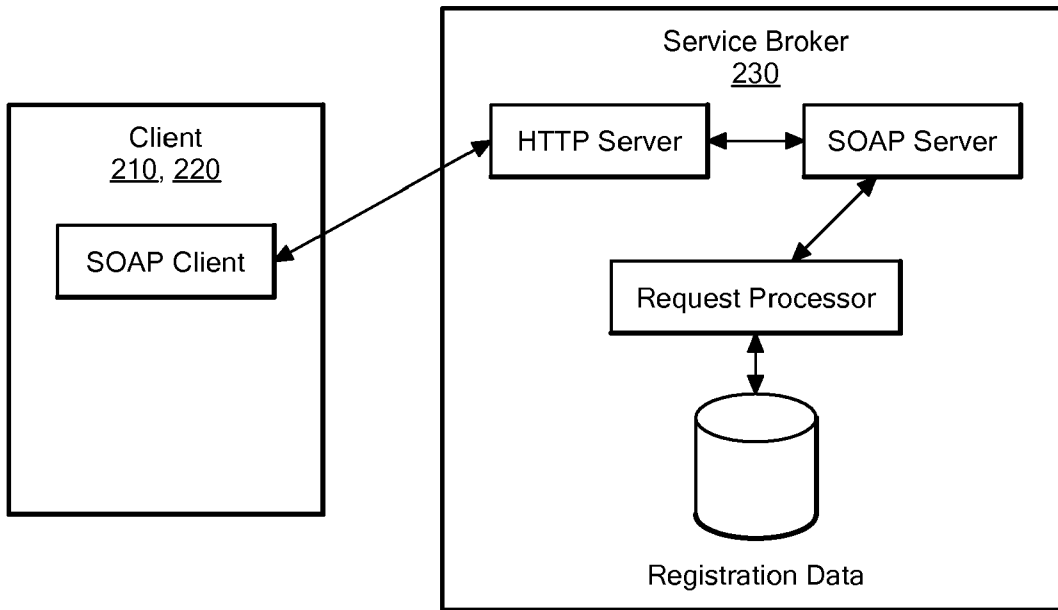 Client
210, 220
SOAP Client
Service Broker
230
HTTP Server
SOAP Server
Request Processor
Registration Data